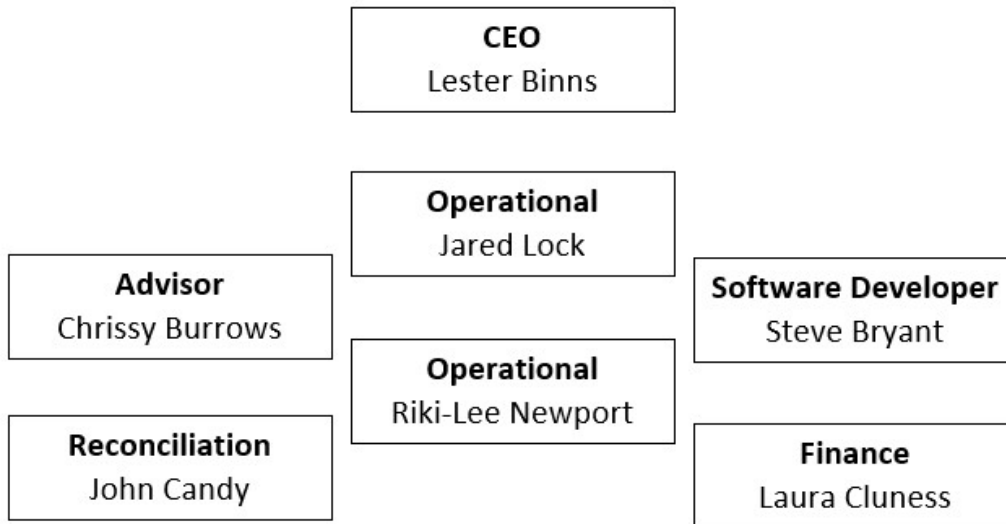 CEO
Lester Binns
Operational
Jared Lock
Advisor
Chrissy Burrows
Software Developer
Steve Bryant
Operational
Riki-Lee Newport
Reconciliation
John Candy
Finance
Laura Cluness